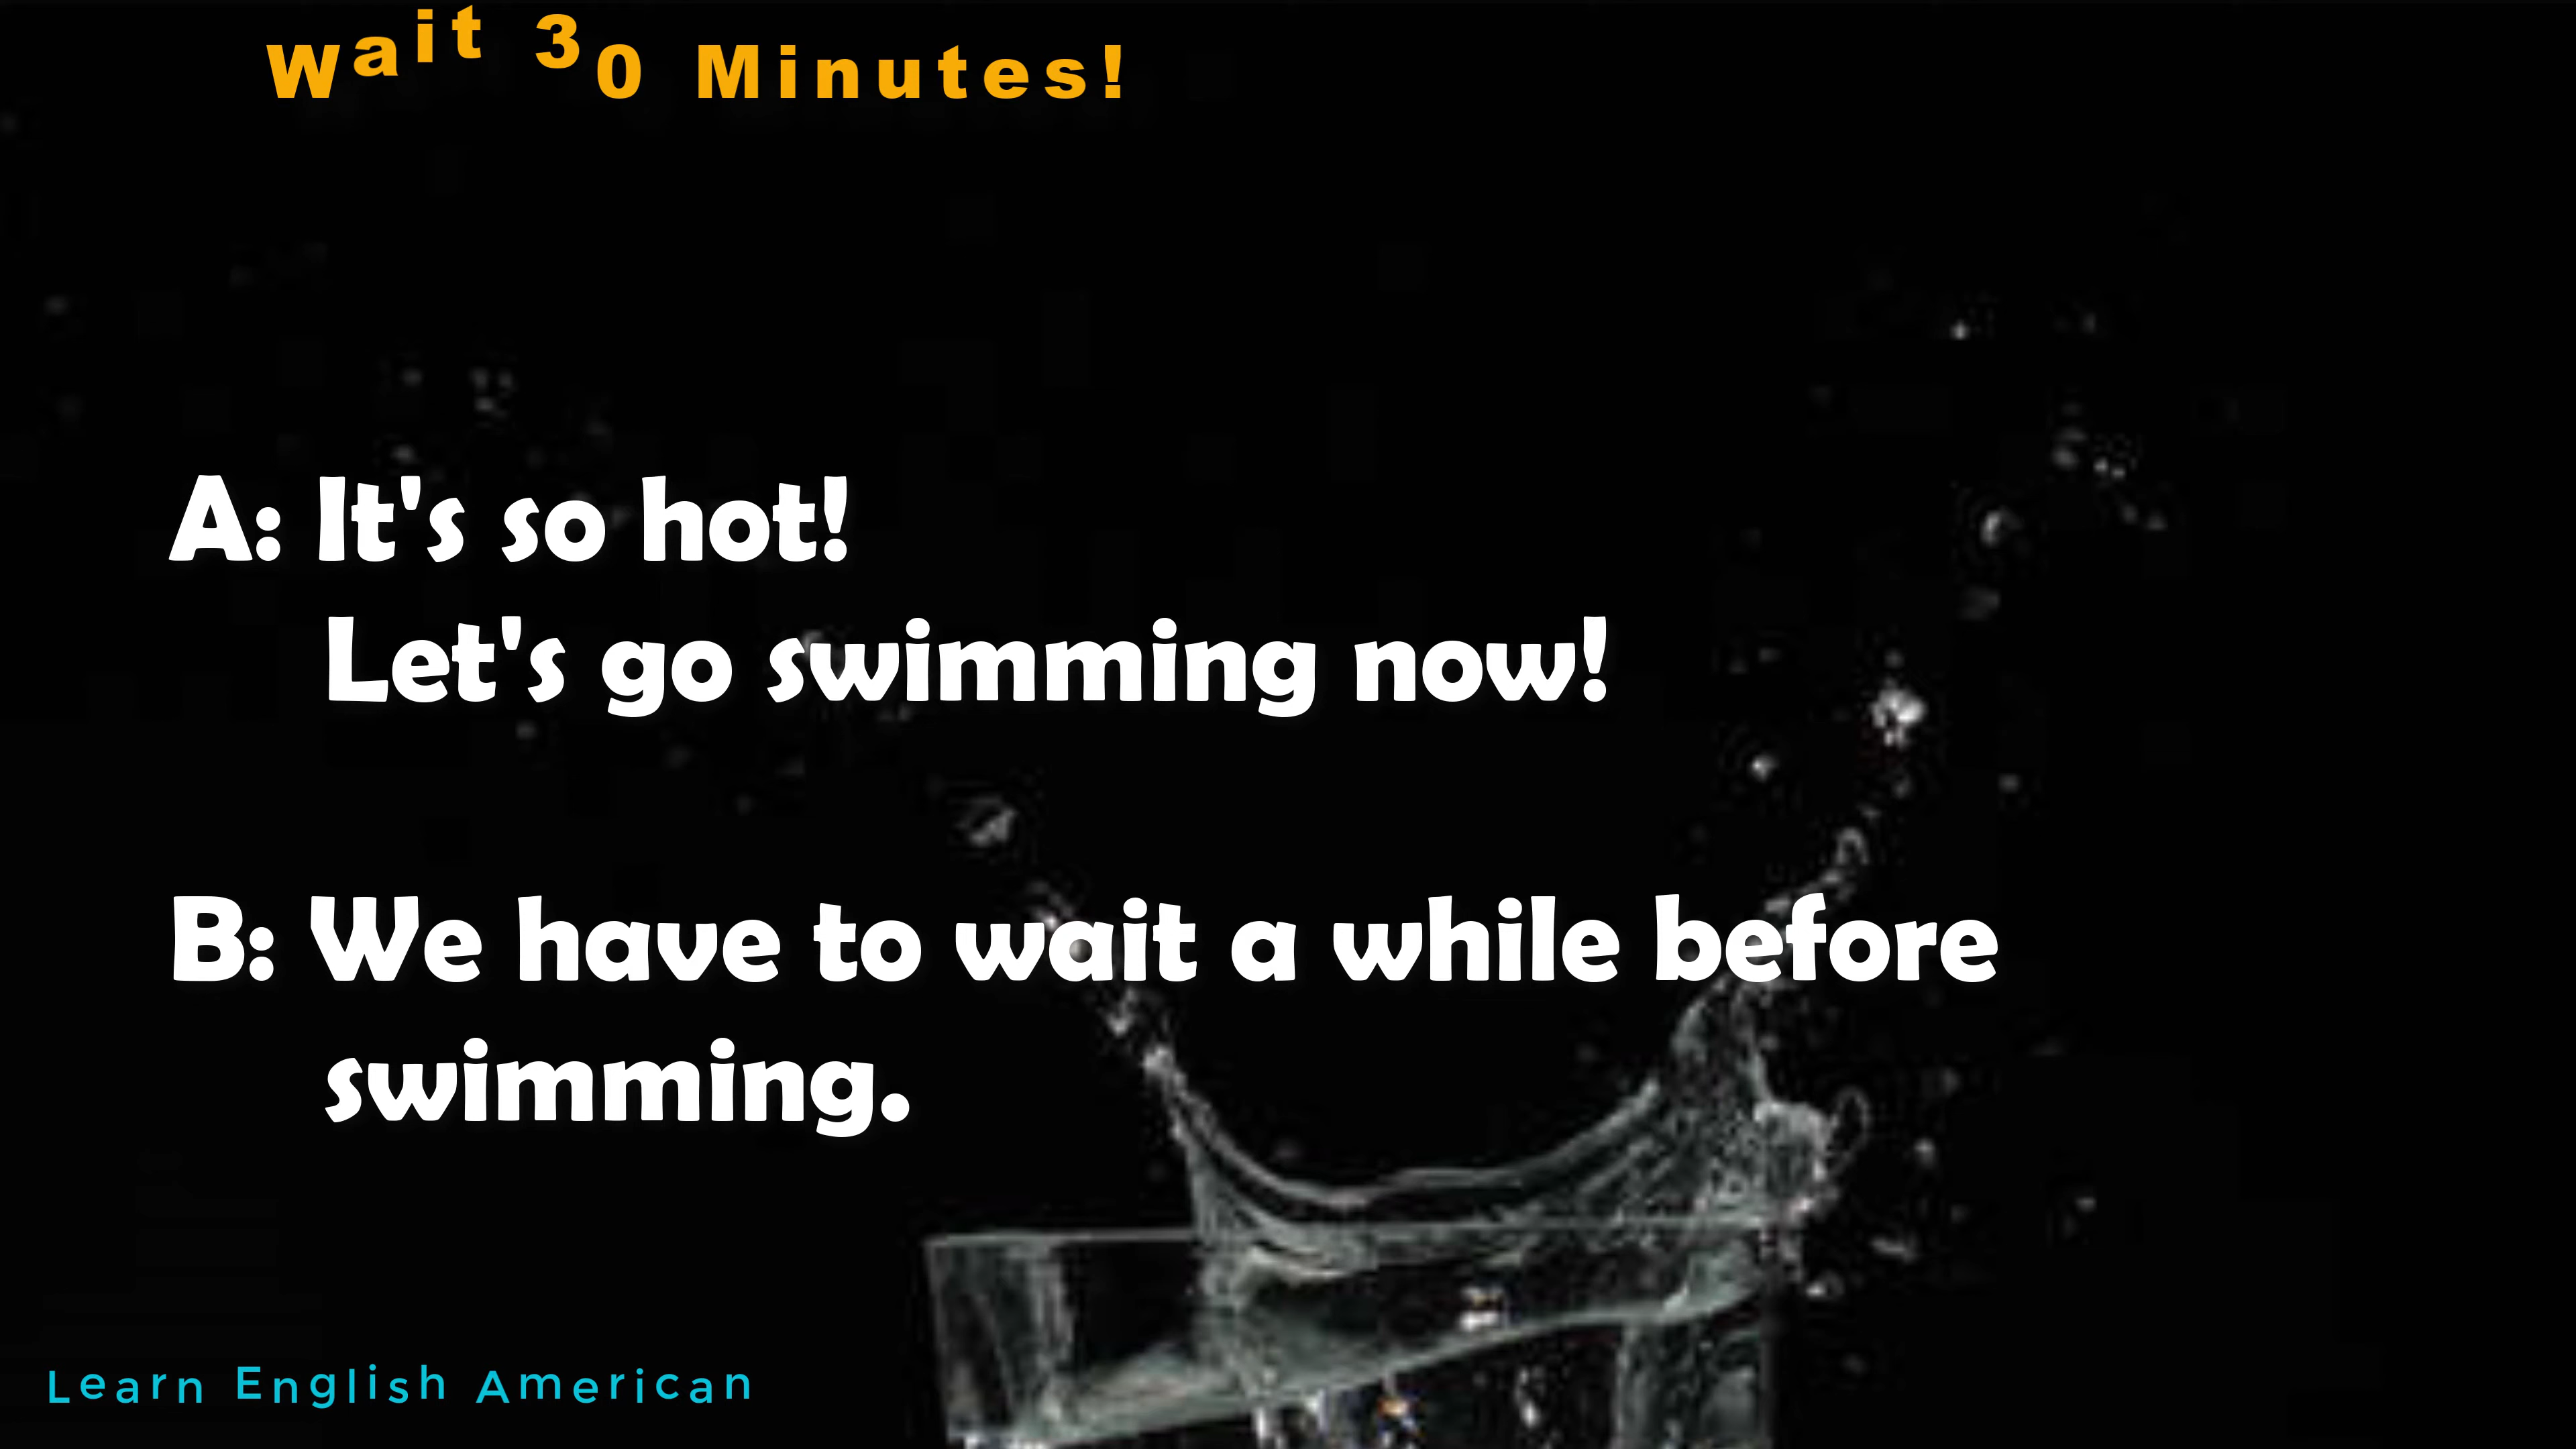 Wait 30 Minutes!
A: It's so hot!
Let's go swimming now!
B: We have to wait a while before
swimming.
Learn English American